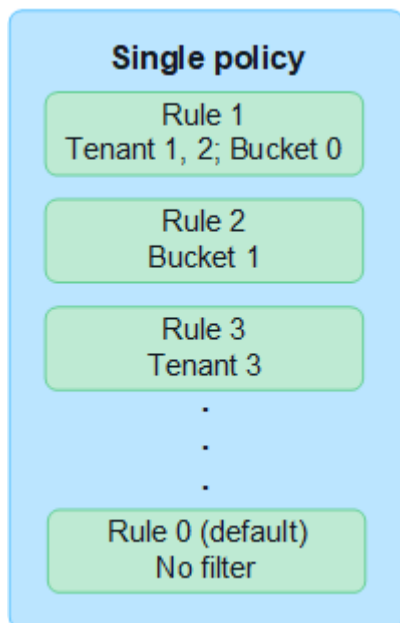 Single policy
Rule 1
Tenant 1, 2; Bucket 0
Rule 2
Bucket 1
Rule 3
Tenant 3
.
.
.
Rule 0 (default)
No filter